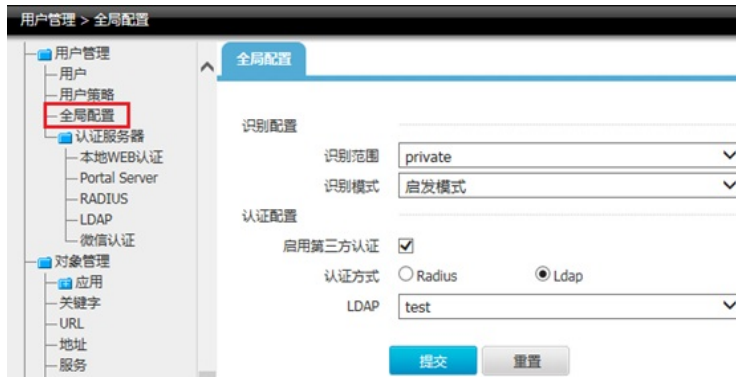 用户管理 > 全局配置
用户管理
用户
用户策略
全局配置
认证服务器
本地WEB认证
Portal Server
RADIUS
LDAP
微信认证
对象管理
应用
关键字
URL
地址
服务
全局配置
识别配置
识别范围 private
识别模式 启发模式
认证配置
启用第三方认证
认证方式 Radius Ldap
LDAP test
提交 重置